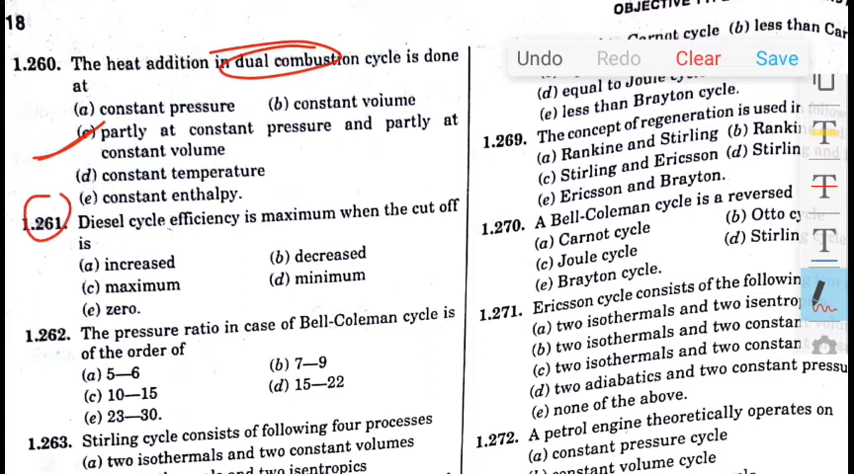 18
OBJECTIVE
1.260. The heat addition in dual combustion cycle is done
at
(a) constant pressure (b) constant volume
(c) partly at constant pressure and partly at
constant volume
(d) constant temperature
(e) constant enthalpy.
1.261. Diesel cycle efficiency is maximum when the cut off
is
(a) increased (b) decreased
(c) maximum (d) minimum
(e) zero.
1.262. The pressure ratio in case of Bell-Coleman cycle is
of the order of
(a) 5—6 (b) 7—9
(c) 10—15 (d) 15—22
(e) 23—30.
1.263. Stirling cycle consists of following four processes
(a) two isothermals and two constant volumes
and two isentropics
Carnot cycle (b) less than Car
Undo Redo Clear Save
(d) equal to Joule
(e) less than Brayton cycle.
1.269. The concept of regeneration is used in follow
(a) Rankine and Stirling (b) Ranki
(c) Stirling and Ericsson (d) Stirling and
(e) Ericsson and Brayton.
1.270. A Bell-Coleman cycle is a reversed
(a) Carnot cycle (b) Otto cycle
(c) Joule cycle (d) Stirlin
(e) Brayton cycle.
1.271. Ericsson cycle consists of the following
(a) two isothermals and two isentro
(b) two isothermals and two constan
(c) two isothermals and two constan
(d) two adiabatics and two constant pressu
(e) none of the above.
1.272. A petrol engine theoretically operates on
(a) constant pressure cycle
constant volume cycle